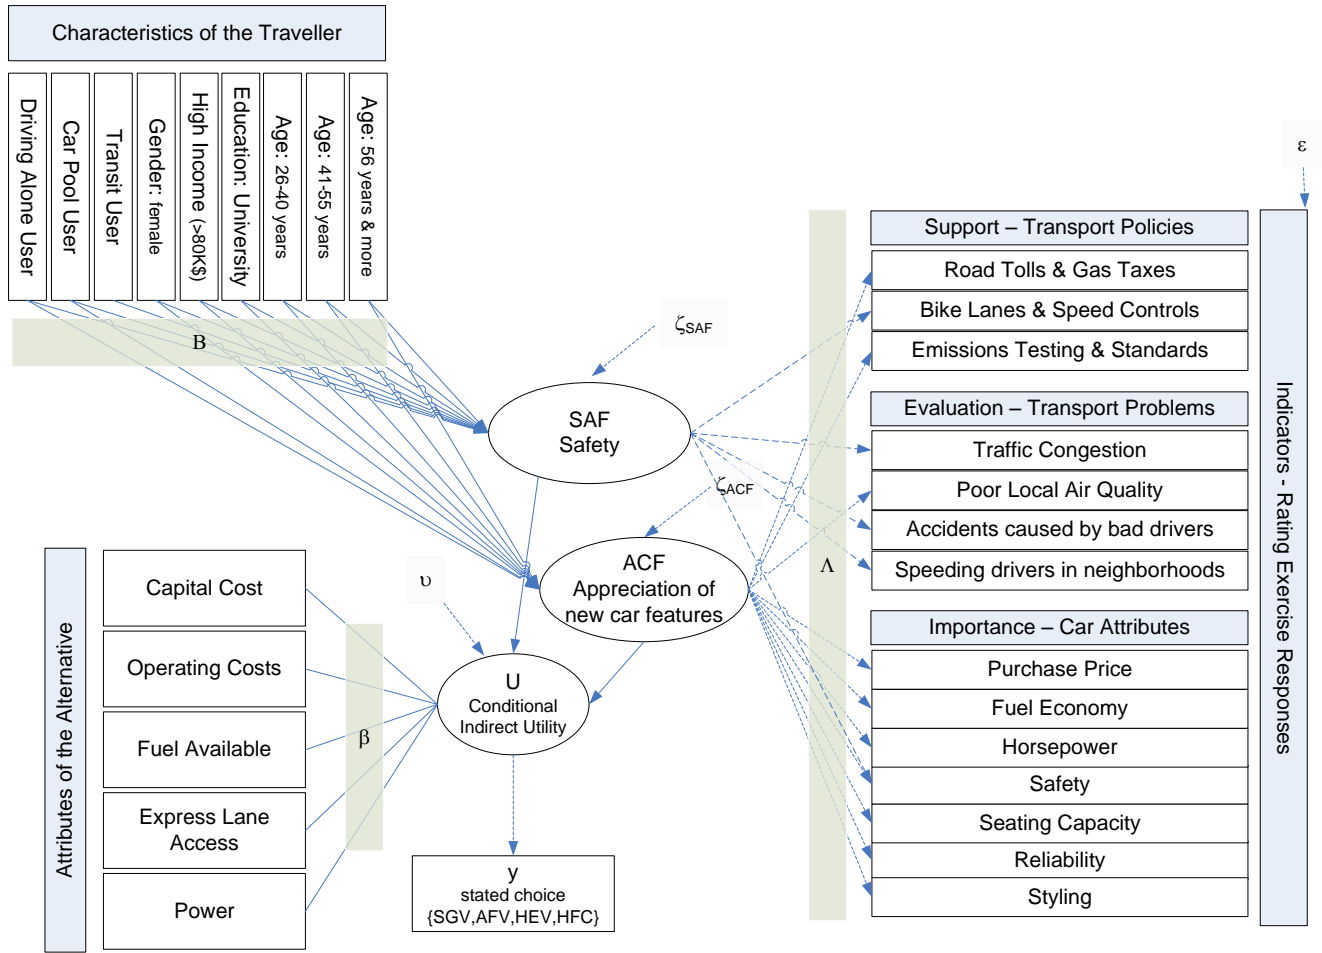 Characteristics of the Traveller
Driving Alone User
Car Pool User
Transit User
Gender: female
High Income (>80K$)
Education: University
Age: 26-40 years
Age: 41-55 years
Age: 56 years & more
B
ζSAF
SAF
Safety
ζACF
ACF
Appreciation of
new car features
υ
U
Conditional
Indirect Utility
y
stated choice
{SGV,AFV,HEV,HFC}
Attributes of the Alternative
Capital Cost
Operating Costs
Fuel Available
Express Lane
Access
Power
β
Λ
ε
Support – Transport Policies
Road Tolls & Gas Taxes
Bike Lanes & Speed Controls
Emissions Testing & Standards
Evaluation – Transport Problems
Traffic Congestion
Poor Local Air Quality
Accidents caused by bad drivers
Speeding drivers in neighborhoods
Importance – Car Attributes
Purchase Price
Fuel Economy
Horsepower
Safety
Seating Capacity
Reliability
Styling
Indicators - Rating Exercise Responses